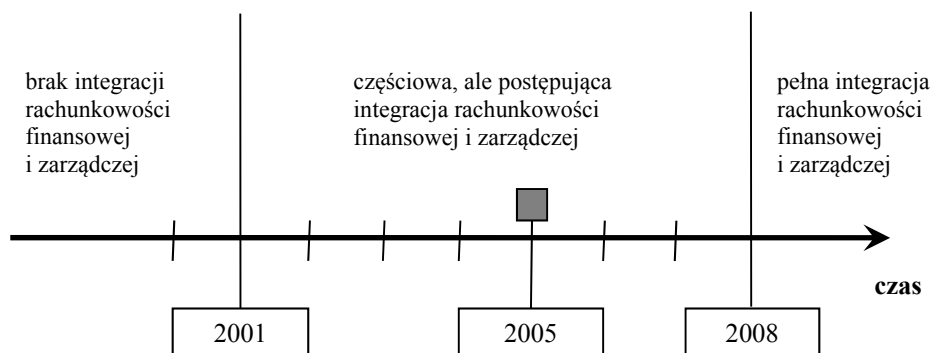 brak integracji
rachunkowości
finansowej
i zarządczej
częściowa, ale postępująca
integracja rachunkowości
finansowej i zarządczej
pełna integracja
rachunkowości
finansowej
i zarządczej
czas
2001
2005
2008